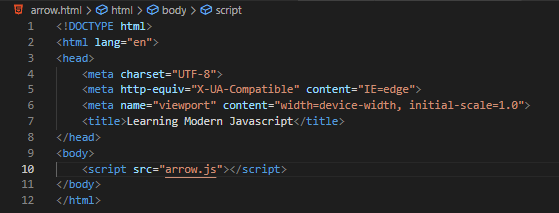 arrow.html > html > body > script
1 <!DOCTYPE html>
2 <html lang="en">
3 <head>
4     <meta charset="UTF-8">
5     <meta http-equiv="X-UA-Compatible" content="IE=edge">
6     <meta name="viewport" content="width=device-width, initial-scale=1.0">
7     <title>Learning Modern Javascript</title>
8 </head>
9 <body>
10     <script src="arrow.js"></script>
11 </body>
12 </html>